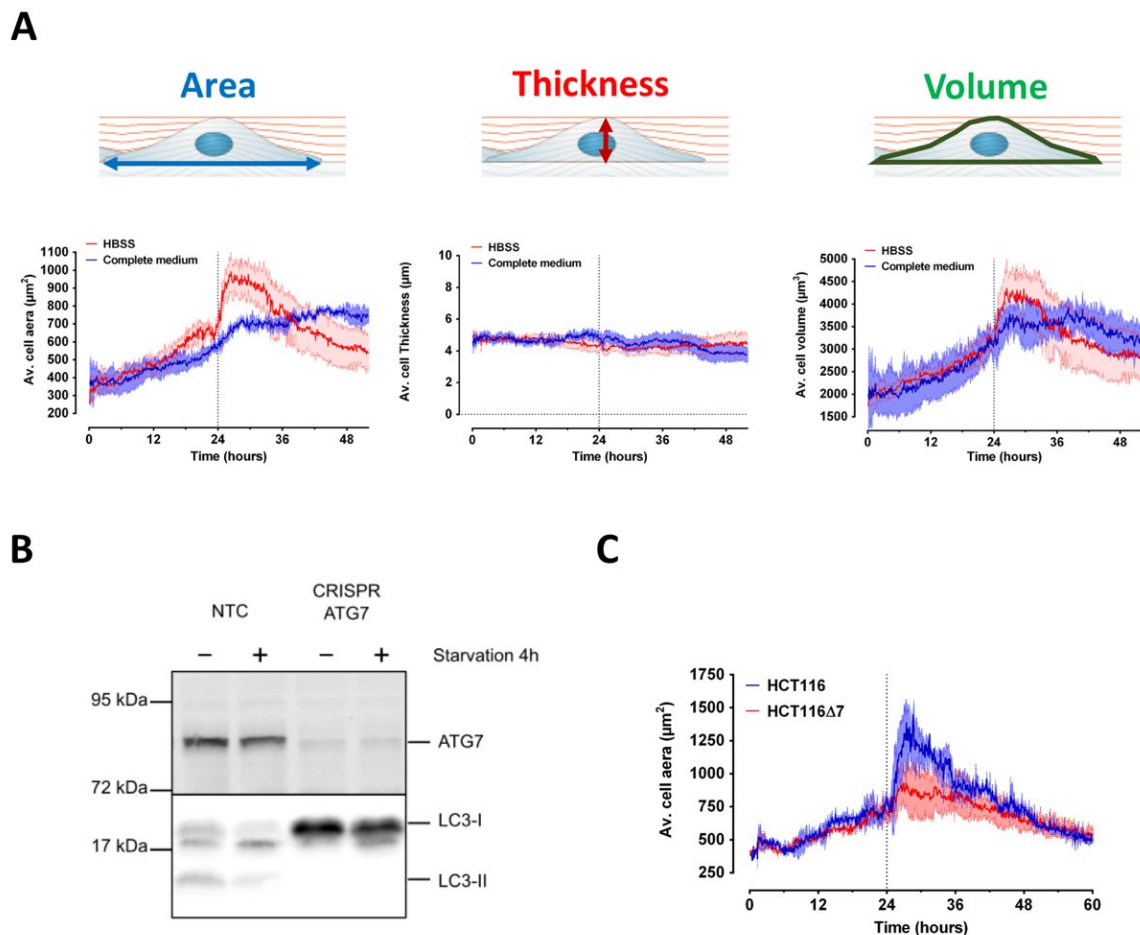 A
Area
Thickness
Volume
HBSS
Complete medium
Av. cell aera (µm²)
1100
1000
900
800
700
600
500
400
300
200
0 12 24 36 48
Time (hours)
HBSS
Complete medium
Av. cell Thickness (µm)
10
8
6
4
2
0
0 12 24 36 48
Time (hours)
HBSS
Complete medium
Av. cell volume (µm³)
5000
4500
4000
3500
3000
2500
2000
1500
0 12 24 36 48
Time (hours)
B
NTC
CRISPR
ATG7
− + − + Starvation 4h
95 kDa
ATG7
72 kDa
LC3-I
17 kDa
LC3-II
C
HCT116
HCT116Δ7
Av. cell aera (µm²)
1750
1500
1250
1000
750
500
250
0 12 24 36 48 60
Time (hours)